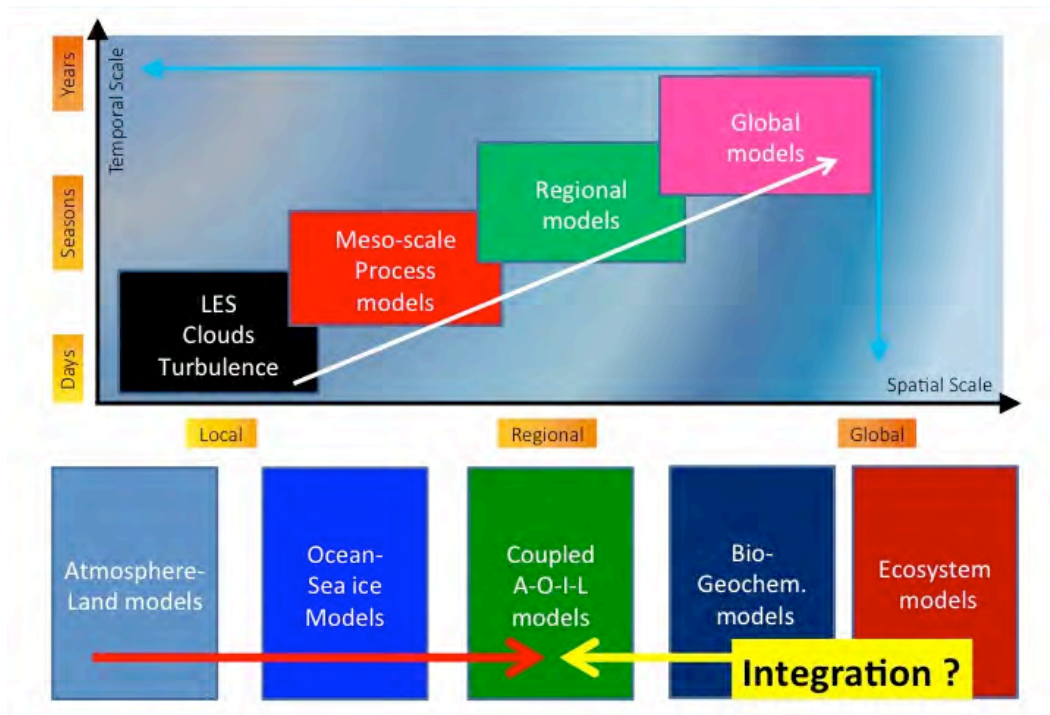 Years
Seasons
Days
Temporal Scale
Global
models
Regional
models
Meso-scale
Process
models
LES
Clouds
Turbulence
Spatial Scale
Local
Regional
Global
Atmosphere-
Land models
Ocean-
Sea ice
Models
Coupled
A-O-I-L
models
Bio-
Geochem.
models
Ecosystem
models
Integration ?